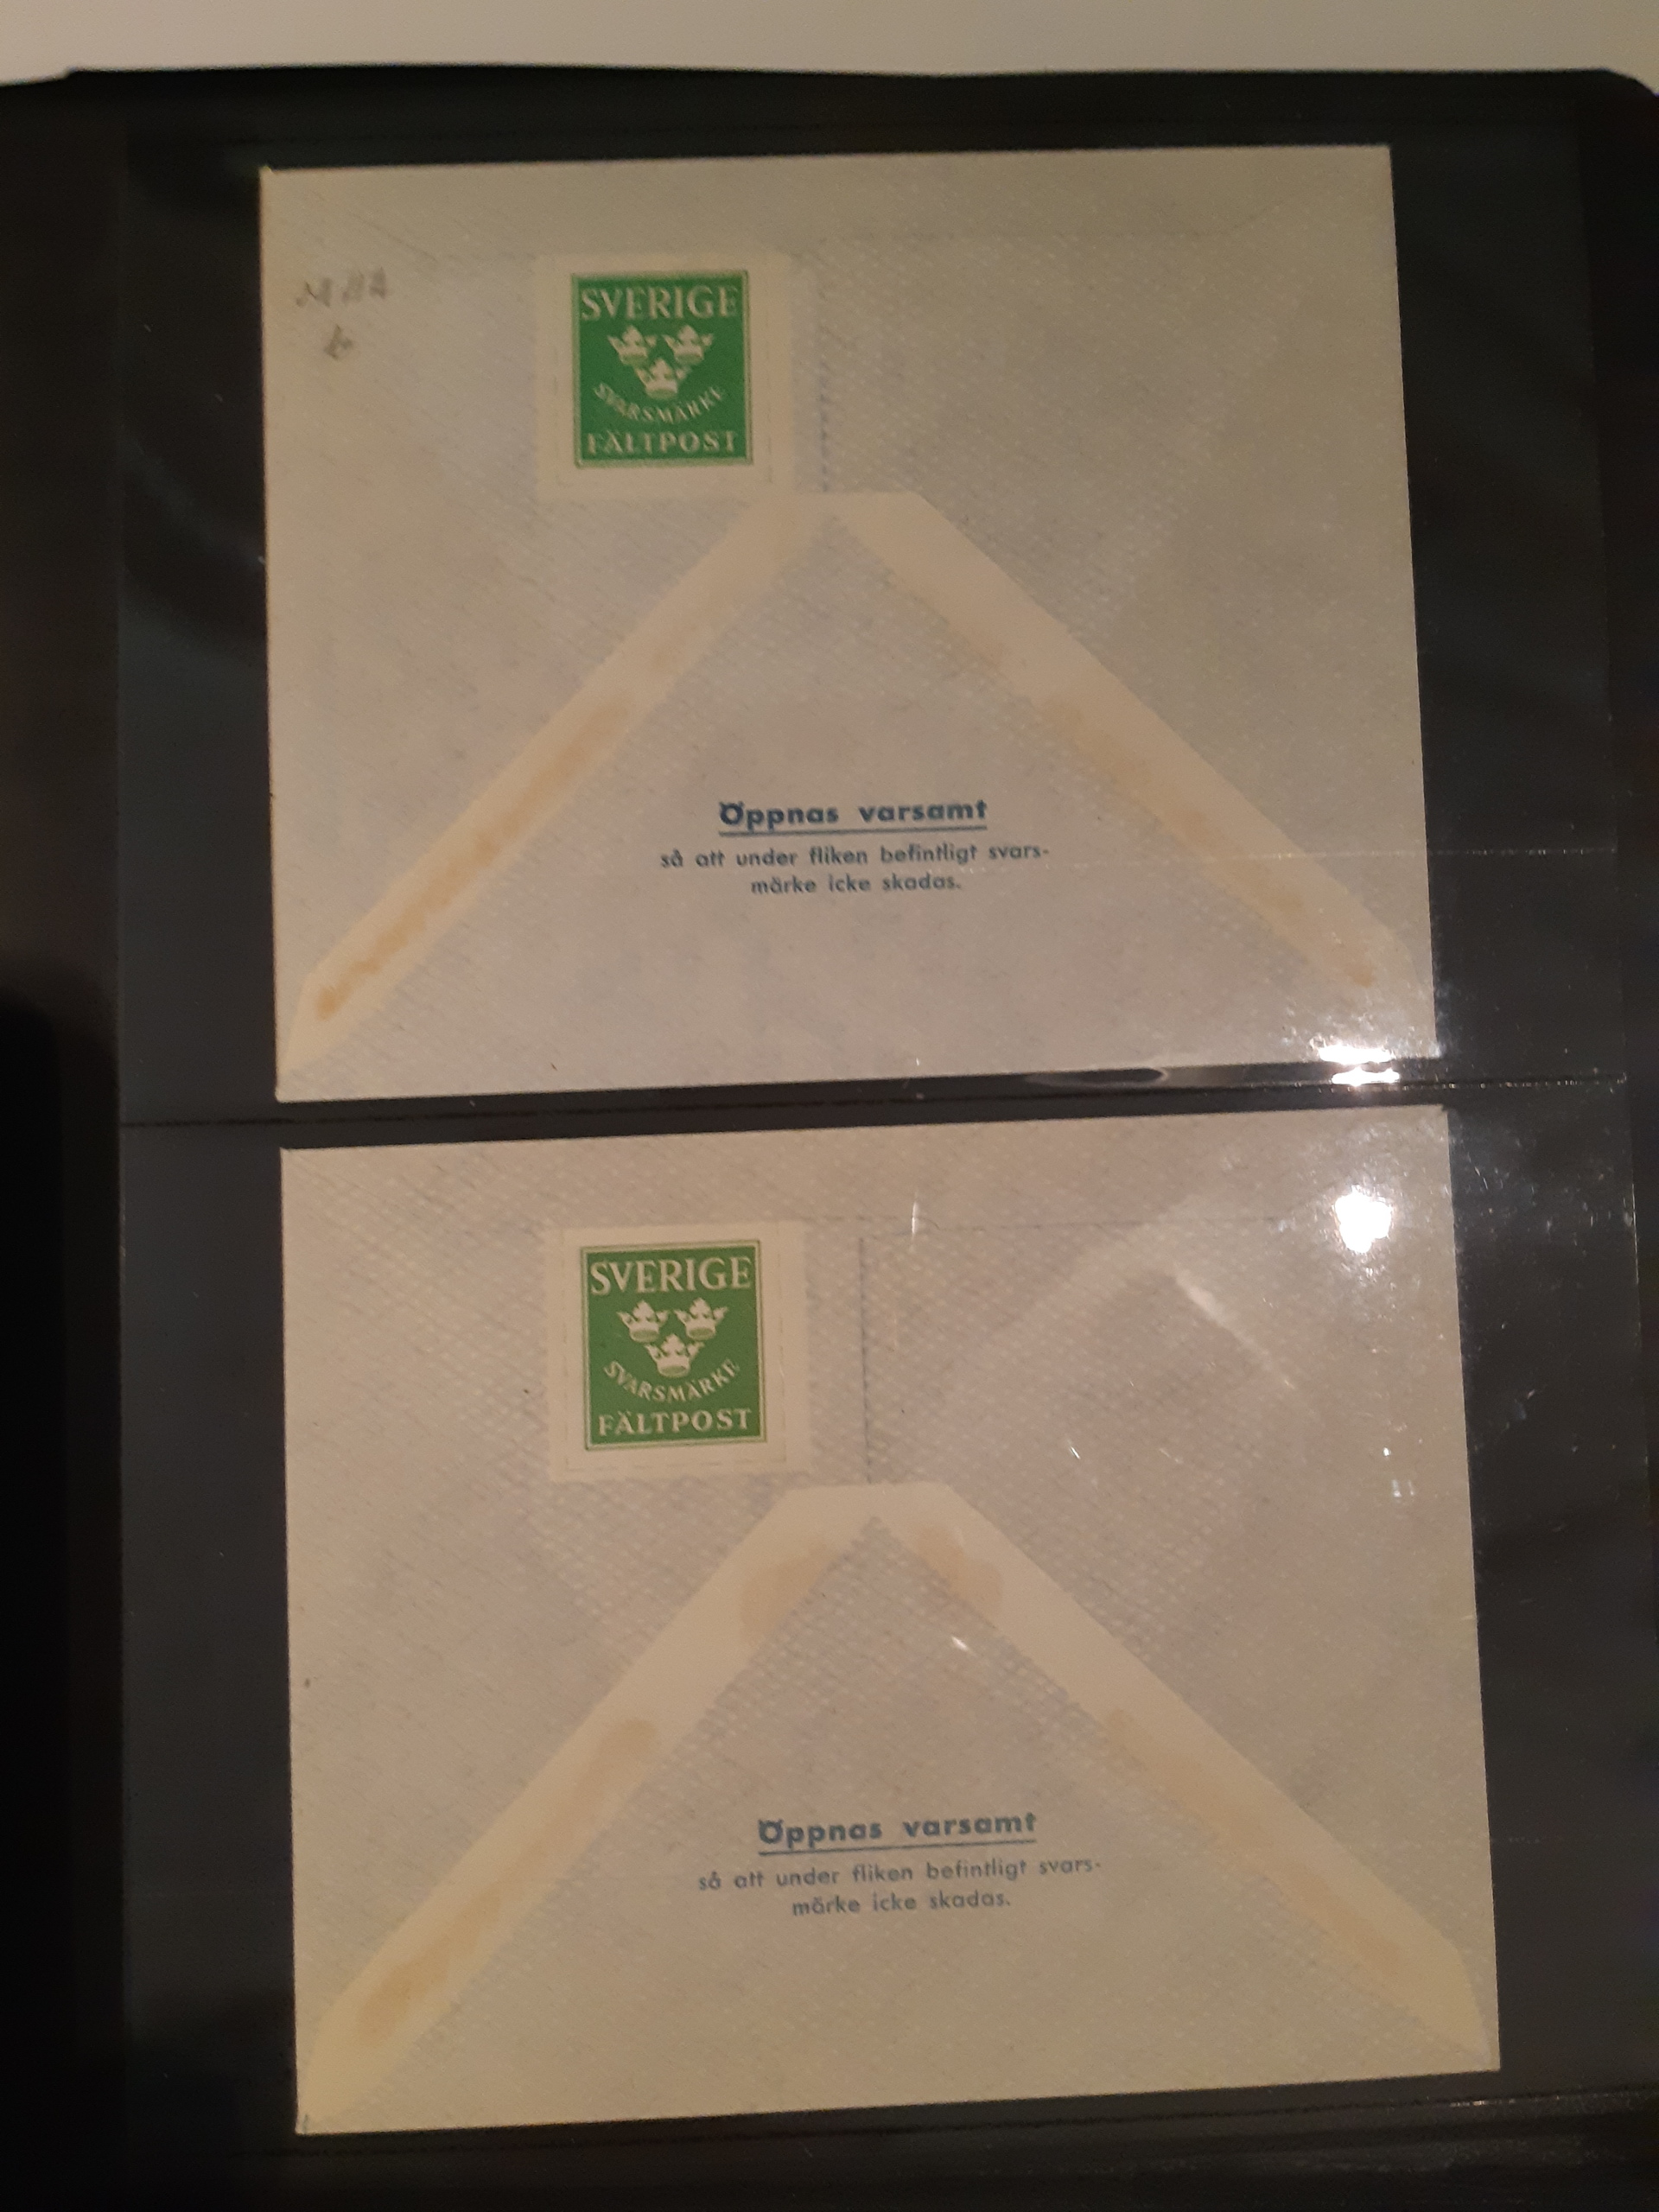 SVERIGE
SVARSMÄRKE
FÄLTPOST
Öppnas varsamt
så att under fliken befintligt svars-
märke icke skadas.
SVERIGE
SVARSMÄRKE
FÄLTPOST
Öppnas varsamt
så att under fliken befintligt svars-
märke icke skadas.